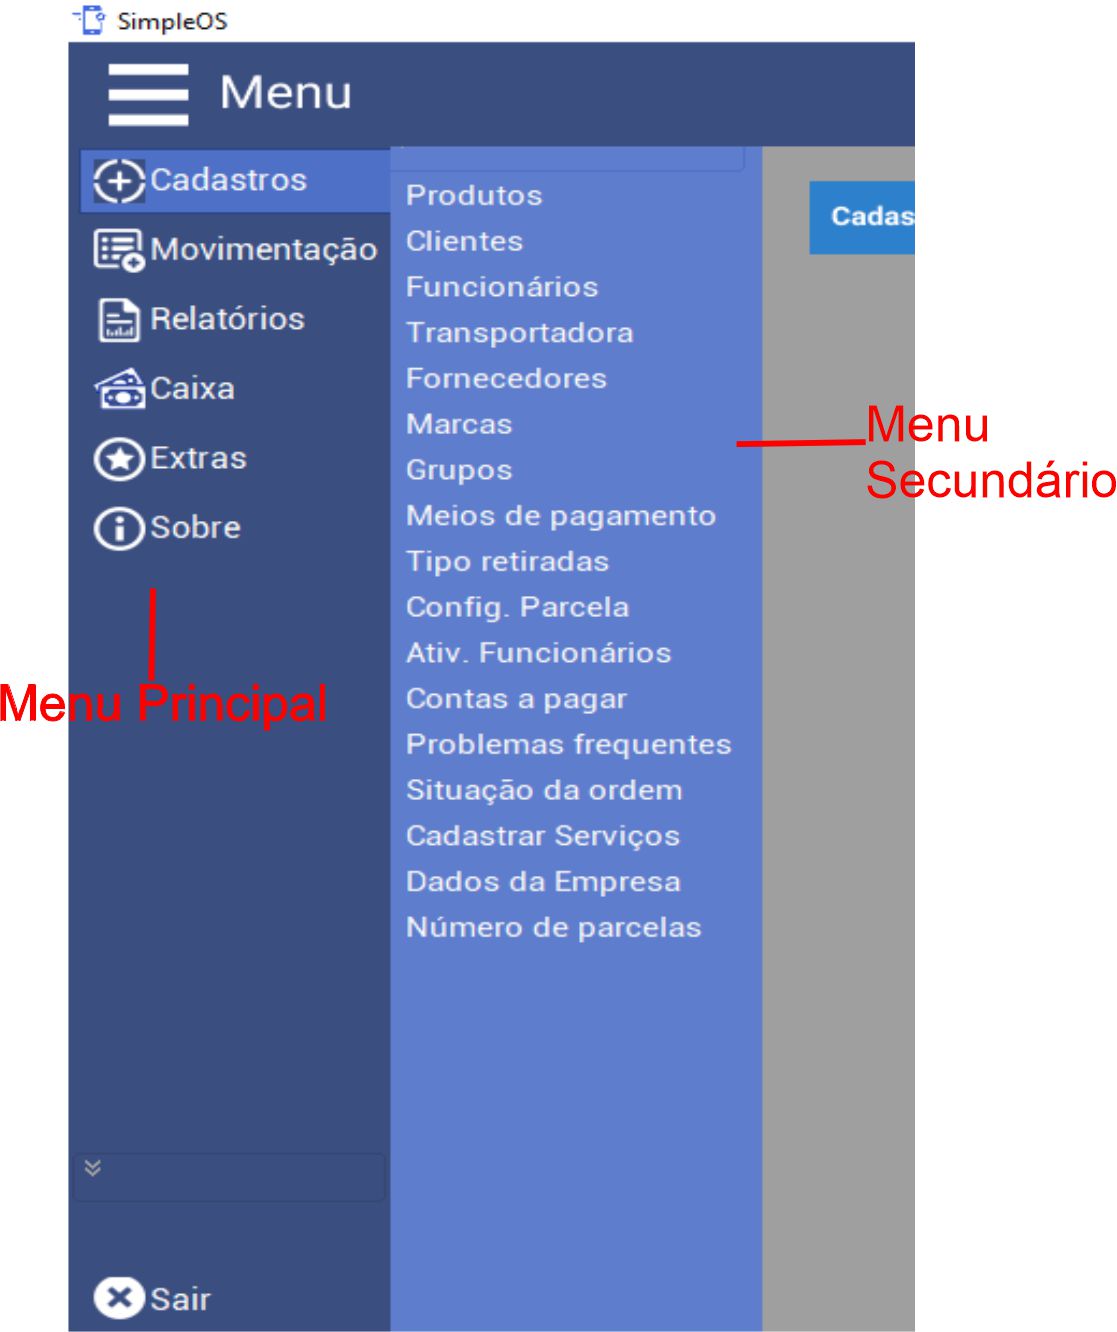 SimpleOS
Menu
Cadastros
Movimentação
Relatórios
Caixa
Extras
Sobre
Menu Principal
Sair
Produtos
Clientes
Funcionários
Transportadora
Fornecedores
Marcas
Grupos
Meios de pagamento
Tipo retiradas
Config. Parcela
Ativ. Funcionários
Contas a pagar
Problemas frequentes
Situação da ordem
Cadastrar Serviços
Dados da Empresa
Número de parcelas
Cadas
Menu
Secundário